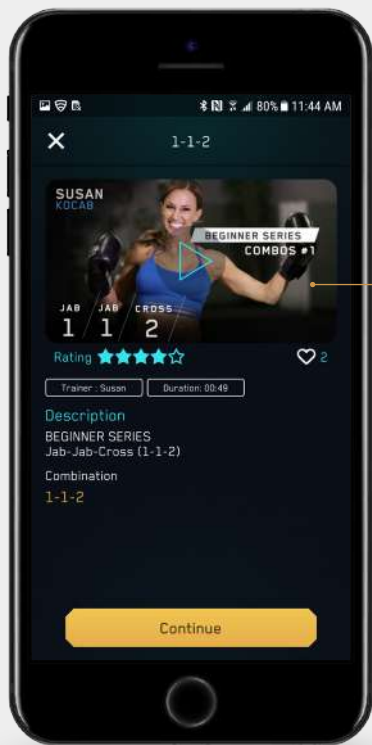 80% 11:44 AM
1-1-2
SUSAN
KOCAB
BEGINNER SERIES
COMBOS #1
JAB JAB CROSS
1 / 1 / 2
Rating 2
Trainer : Susan Duration: 00:49
Description
BEGINNER SERIES
Jab-Jab-Cross (1-1-2)
Combination
1-1-2
Continue